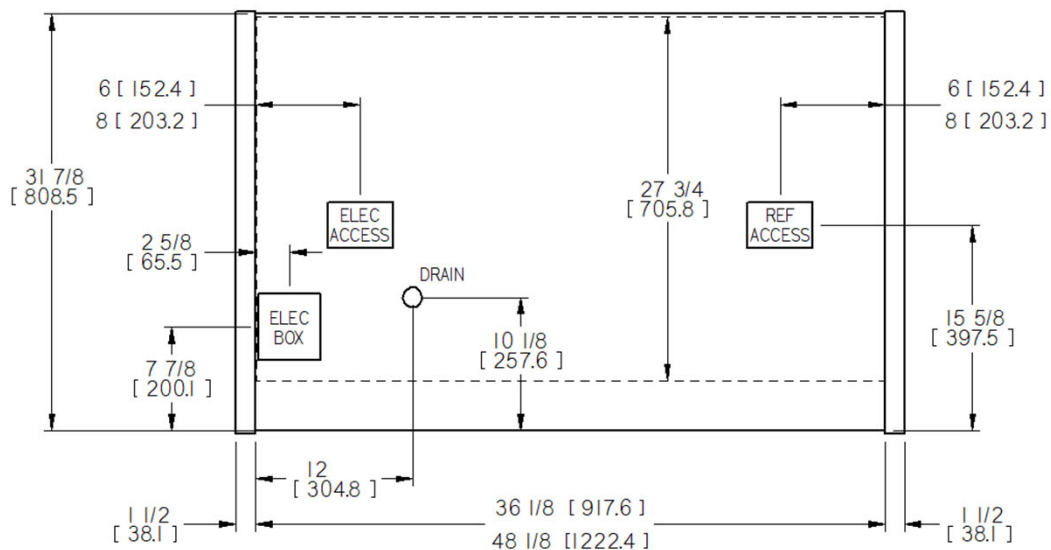 6 [ 152.4 ]
8 [ 203.2 ]
6 [ 152.4 ]
8 [ 203.2 ]
31 7/8
[ 808.5 ]
27 3/4
[ 705.8 ]
ELEC
ACCESS
REF
ACCESS
2 5/8
[ 65.5 ]
DRAIN
ELEC
BOX
10 1/8
[ 257.6 ]
15 5/8
[ 397.5 ]
7 7/8
[ 200.1 ]
12
[ 304.8 ]
1 1/2
[ 38.1 ]
36 1/8 [ 917.6 ]
48 1/8 [1222.4 ]
1 1/2
[ 38.1 ]